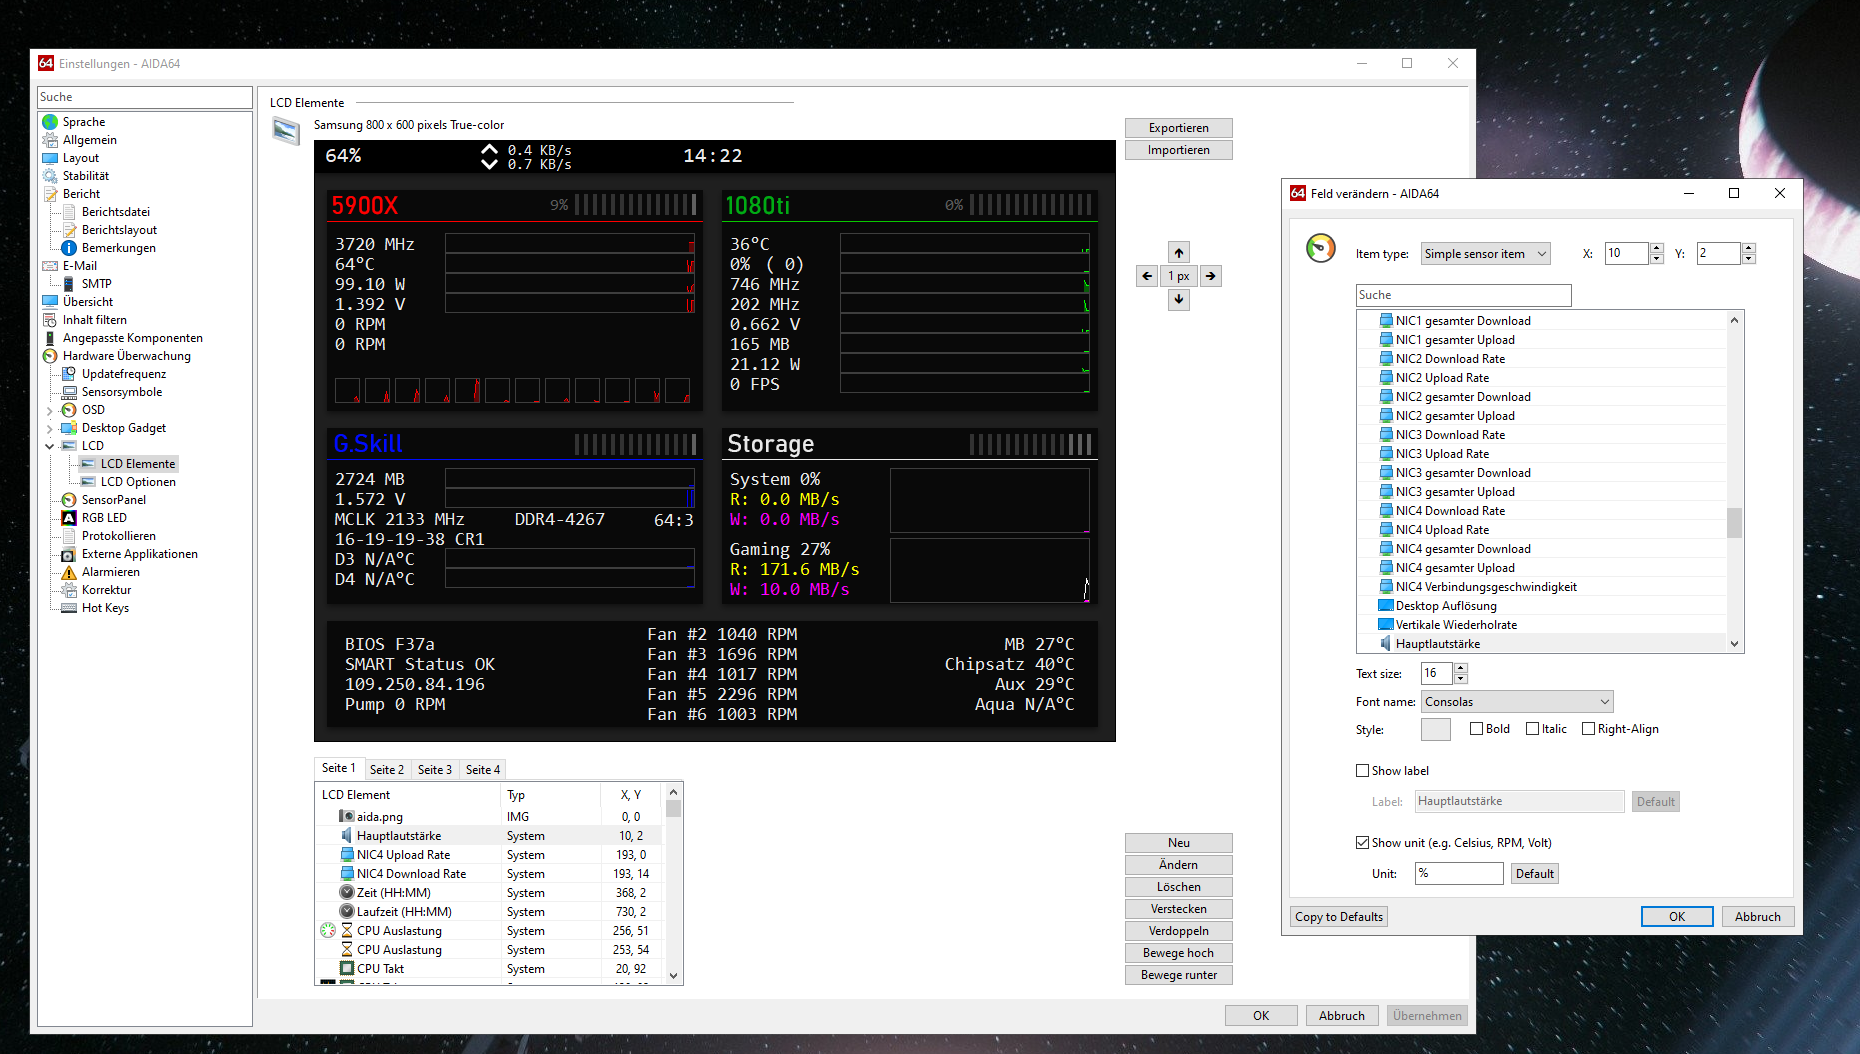 64 Einstellungen - AIDA64
Suche
Sprache
Allgemein
Layout
Stabilität
Bericht
Berichtsdatei
Berichtslayout
Bemerkungen
E-Mail
SMTP
Übersicht
Inhalt filtern
Angepasste Komponenten
Hardware Überwachung
Updatefrequenz
Sensorsymbole
OSD
Desktop Gadget
LCD
LCD Elemente
LCD Optionen
SensorPanel
RGB LED
Protokollieren
Externe Applikationen
Alarmieren
Korrektur
Hot Keys
LCD Elemente
Samsung 800 x 600 pixels True-color
64%
0.4 KB/s
0.7 KB/s
14:22
5900X
9%
3720 MHz
64°C
99.10 W
1.392 V
0 RPM
0 RPM
1080ti
0%
36°C
0% ( 0)
746 MHz
202 MHz
0.662 V
165 MB
21.12 W
0 FPS
G.Skill
2724 MB
1.572 V
MCLK 2133 MHz DDR4-4267 64:3
16-19-19-38 CR1
D3 N/A°C
D4 N/A°C
Storage
System 0%
R: 0.0 MB/s
W: 0.0 MB/s
Gaming 27%
R: 171.6 MB/s
W: 10.0 MB/s
BIOS F37a
SMART Status OK
109.250.84.196
Pump 0 RPM
Fan #2 1040 RPM
Fan #3 1696 RPM
Fan #4 1017 RPM
Fan #5 2296 RPM
Fan #6 1003 RPM
MB 27°C
Chipsatz 40°C
Aux 29°C
Aqua N/A°C
Exportieren
Importieren
1 px
Seite 1 Seite 2 Seite 3 Seite 4
LCD Element Typ X, Y
aida.png IMG 0, 0
Hauptlautstärke System 10, 2
NIC4 Upload Rate System 193, 0
NIC4 Download Rate System 193, 14
Zeit (HH:MM) System 368, 2
Laufzeit (HH:MM) System 730, 2
CPU Auslastung System 256, 51
CPU Auslastung System 253, 54
CPU Takt System 20, 92
Neu
Ändern
Löschen
Verstecken
Verdoppeln
Bewege hoch
Bewege runter
OK Abbruch Übernehmen
64 Feld verändern - AIDA64
Item type: Simple sensor item X: 10 Y: 2
Suche
NIC1 gesamter Download
NIC1 gesamter Upload
NIC2 Download Rate
NIC2 Upload Rate
NIC2 gesamter Download
NIC2 gesamter Upload
NIC3 Download Rate
NIC3 Upload Rate
NIC3 gesamter Download
NIC3 gesamter Upload
NIC4 Download Rate
NIC4 Upload Rate
NIC4 gesamter Download
NIC4 gesamter Upload
NIC4 Verbindungsgeschwindigkeit
Desktop Auflösung
Vertikale Wiederholrate
Hauptlautstärke
Text size: 16
Font name: Consolas
Style: Bold Italic Right-Align
Show label
Label: Hauptlautstärke Default
Show unit (e.g. Celsius, RPM, Volt)
Unit: % Default
Copy to Defaults OK Abbruch